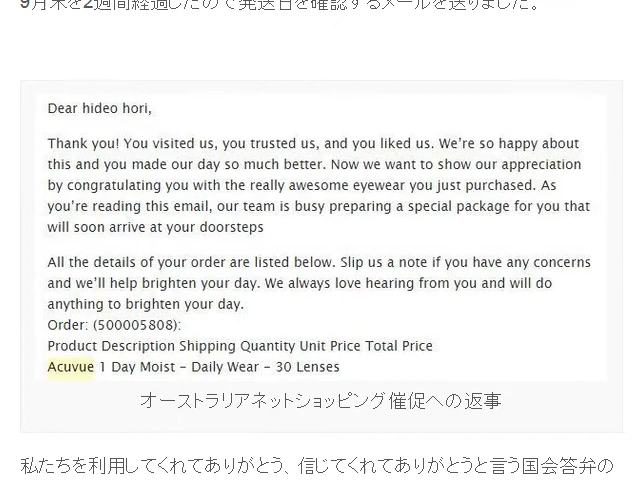 9月末を2週間経過したので発送日を確認するメールを送りました。
Dear hideo hori,
Thank you! You visited us, you trusted us, and you liked us. We're so happy about
this and you made our day so much better. Now we want to show our appreciation
by congratulating you with the really awesome eyewear you just purchased. As
you're reading this email, our team is busy preparing a special package for you that
will soon arrive at your doorsteps
All the details of your order are listed below. Slip us a note if you have any concerns
and we'll help brighten your day. We always love hearing from you and will do
anything to brighten your day.
Order: (500005808):
Product Description Shipping Quantity Unit Price Total Price
Acuvue 1 Day Moist – Daily Wear – 30 Lenses
オーストラリアネットショッピング催促への返事
私たちを利用してくれてありがとう、信じてくれてありがとうと言う国会答弁の